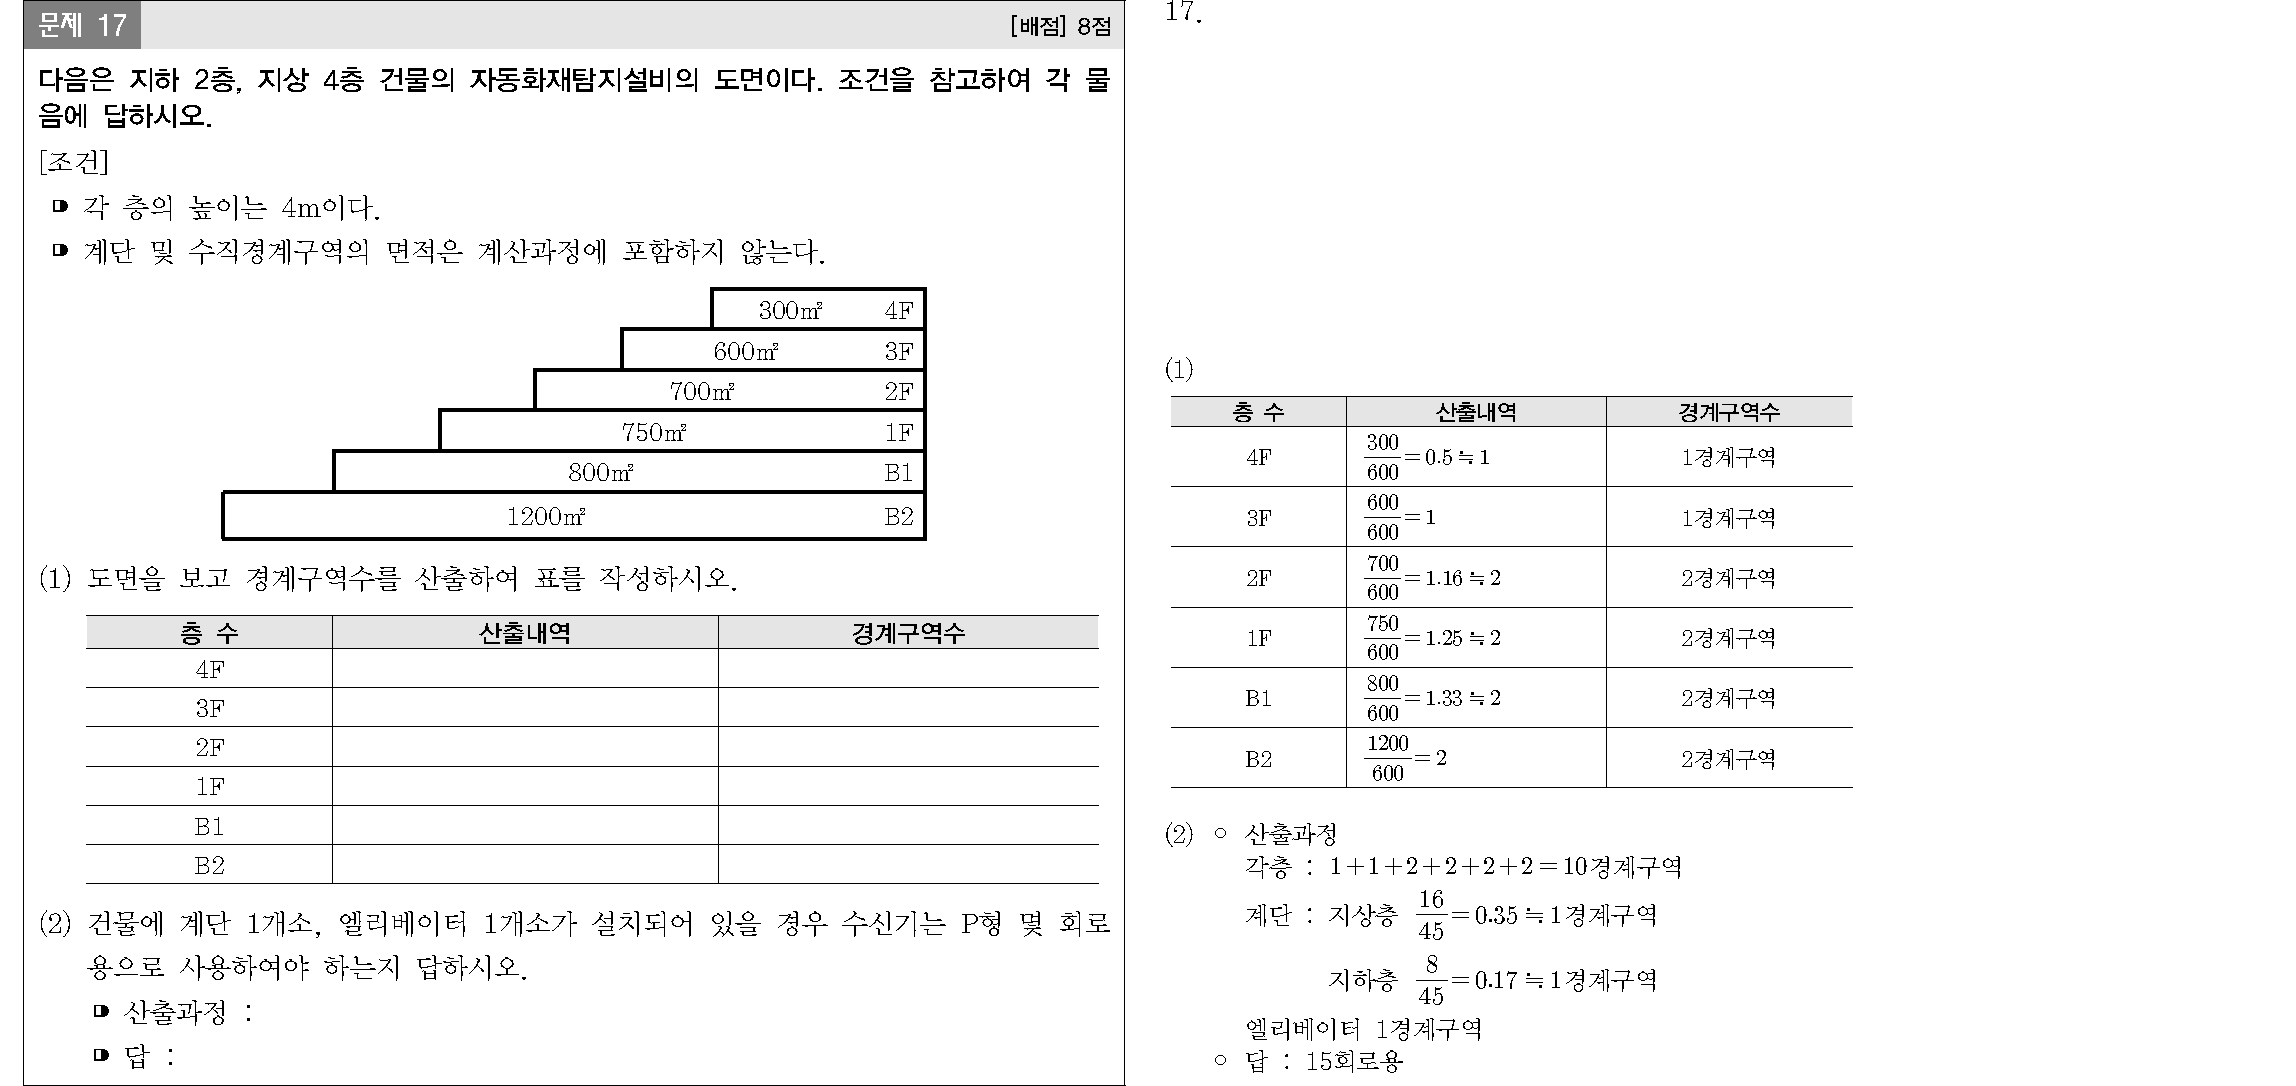 문제 17
[배점] 8점
다음은 지하 2층, 지상 4층 건물의 자동화재탐지설비의 도면이다. 조건을 참고하여 각 물
음에 답하시오.
[조건]
각 층의 높이는 4m이다.
계단 및 수직경계구역의 면적은 계산과정에 포함하지 않는다.
300㎡ 4F
600㎡ 3F
700㎡ 2F
750㎡ 1F
800㎡ B1
1200㎡ B2
(1) 도면을 보고 경계구역수를 산출하여 표를 작성하시오.
층 수 산출내역 경계구역수
4F
3F
2F
1F
B1
B2
(2) 건물에 계단 1개소, 엘리베이터 1개소가 설치되어 있을 경우 수신기는 P형 몇 회로
용으로 사용하여야 하는지 답하시오.
산출과정 :
답 :
17.
(1)
층 수 산출내역 경계구역수
4F 300/600 = 0.5 ≒ 1 1경계구역
3F 600/600 = 1 1경계구역
2F 700/600 = 1.16 ≒ 2 2경계구역
1F 750/600 = 1.25 ≒ 2 2경계구역
B1 800/600 = 1.33 ≒ 2 2경계구역
B2 1200/600 = 2 2경계구역
(2) ○ 산출과정
각층 : 1+1+2+2+2+2=10경계구역
계단 : 지상층 16/45 = 0.35 ≒ 1경계구역
지하층 8/45 = 0.17 ≒ 1경계구역
엘리베이터 1경계구역
○ 답 : 15회로용